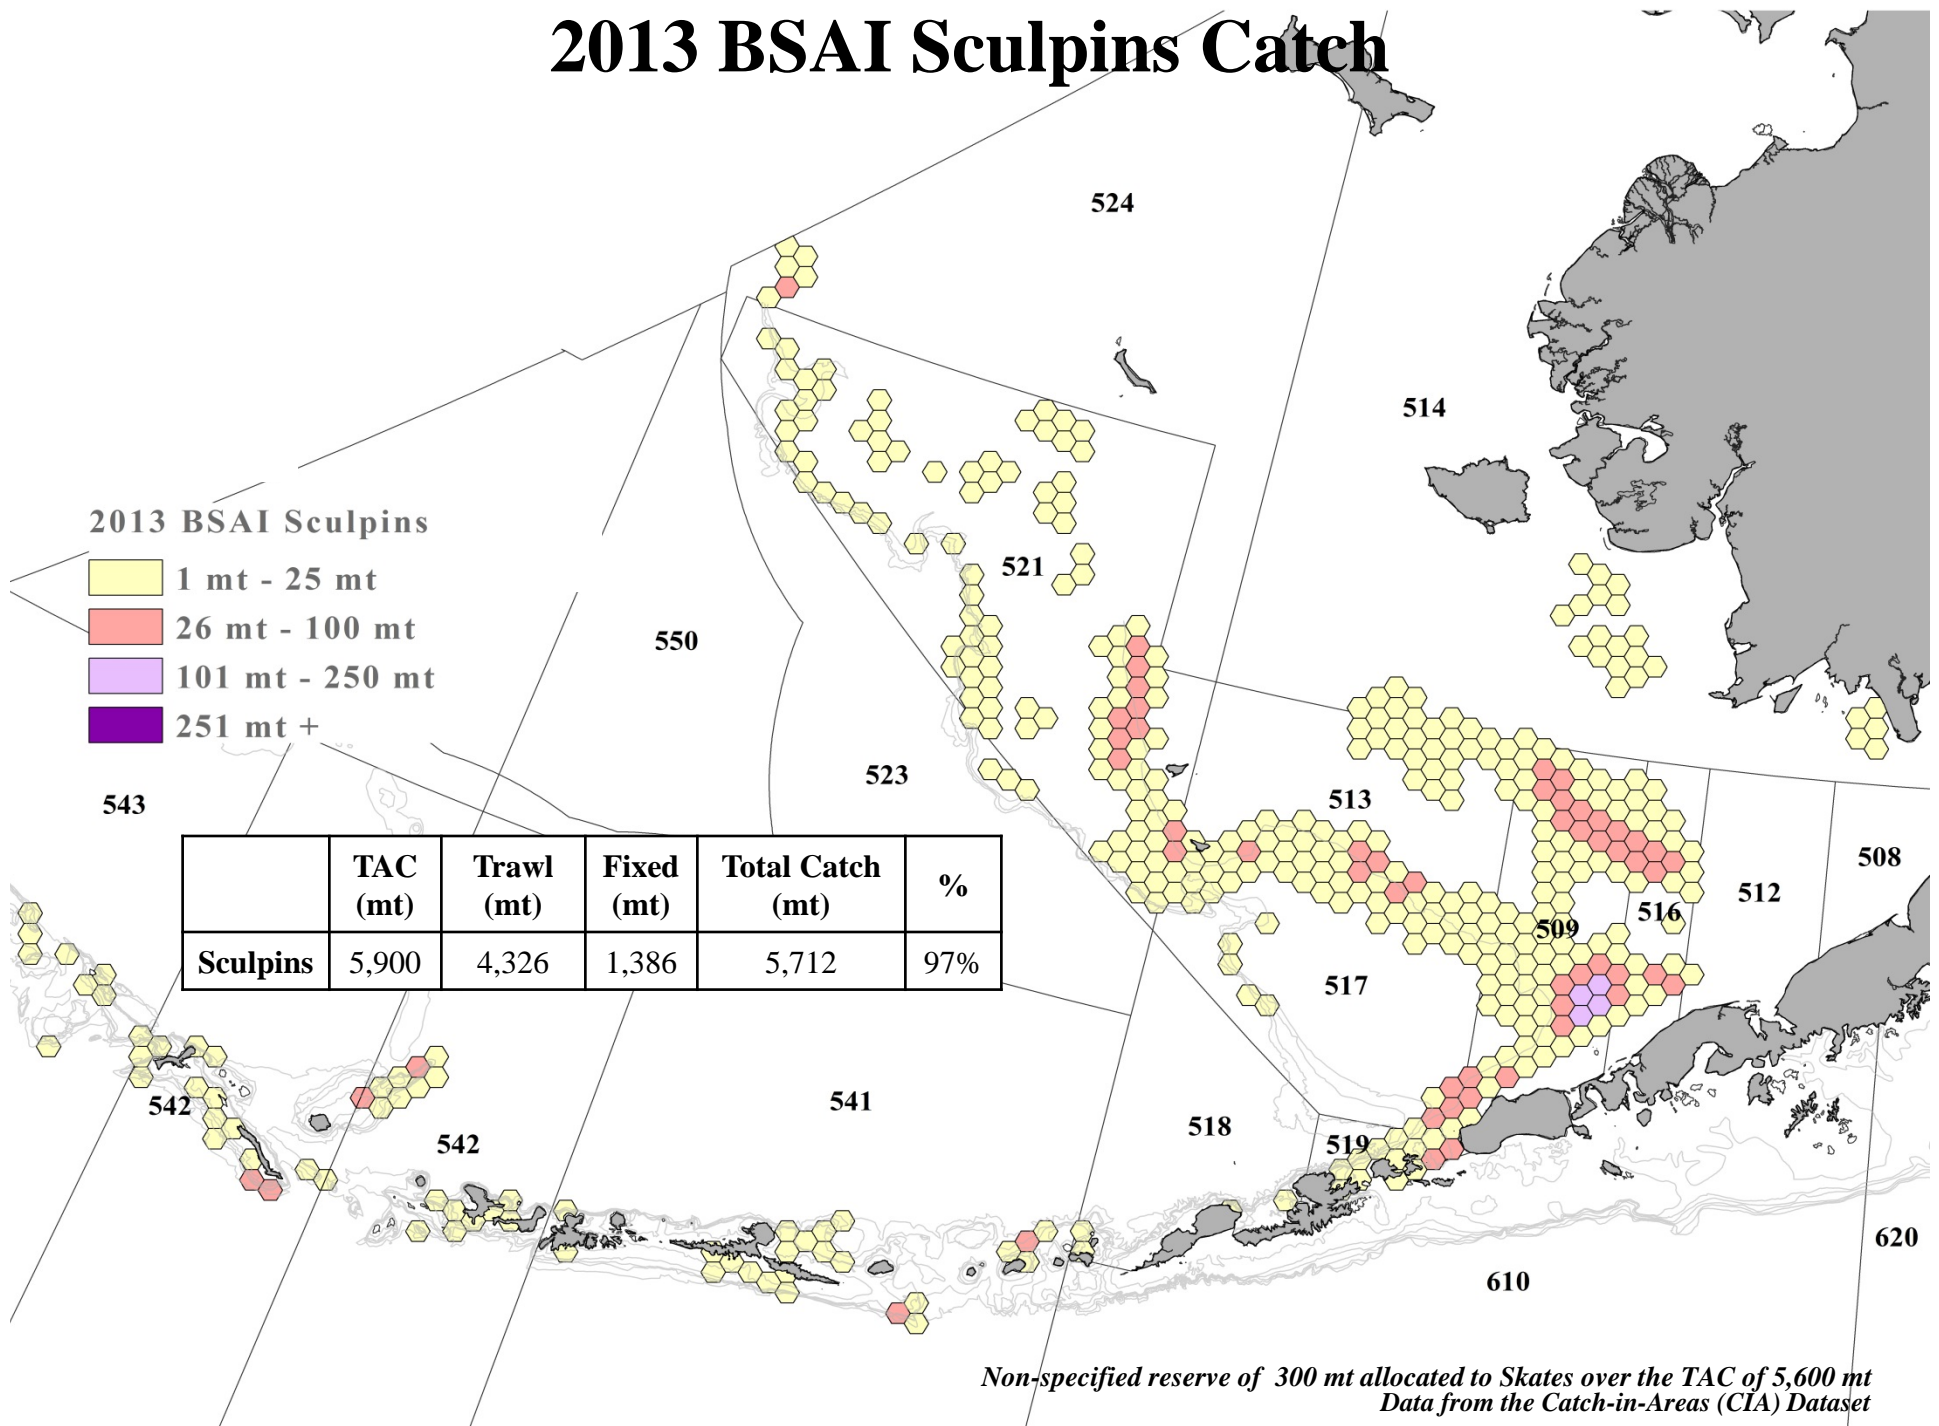 2013 BSAI Sculpins Catch
524
514
2013 BSAI Sculpins
1 mt - 25 mt
26 mt - 100 mt
101 mt - 250 mt
251 mt +
521
550
523
543
513
508
512
516
509
517
TAC (mt) Trawl (mt) Fixed (mt) Total Catch (mt) %
Sculpins 5,900 4,326 1,386 5,712 97%
542
541
542
518
519
620
610
Non-specified reserve of 300 mt allocated to Skates over the TAC of 5,600 mt
Data from the Catch-in-Areas (CIA) Dataset